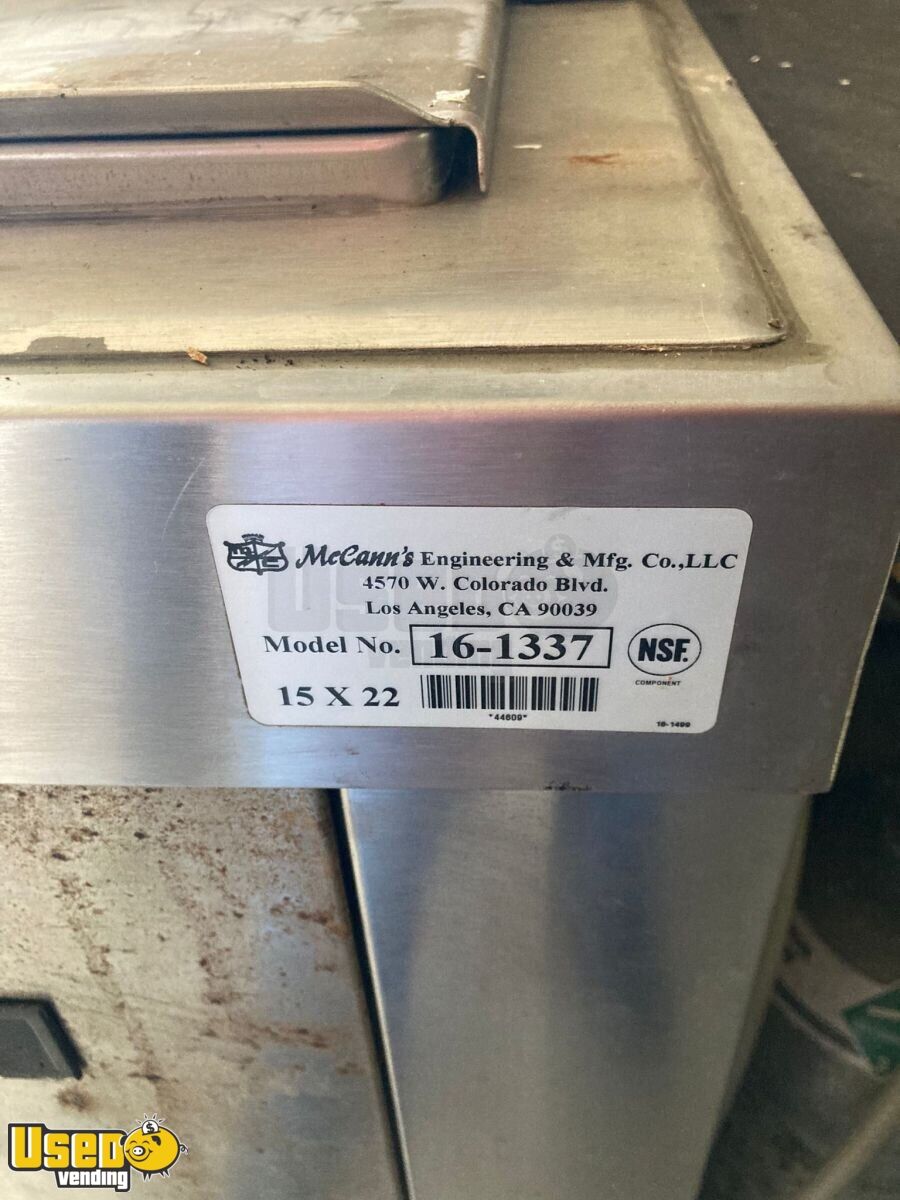 McCann's Engineering & Mfg. Co.,LLC
4570 W. Colorado Blvd.
Los Angeles, CA 90039
Model No. 16-1337
NSF.
COMPONENT
15 X 22
*44609*
16-1499
USED
vending